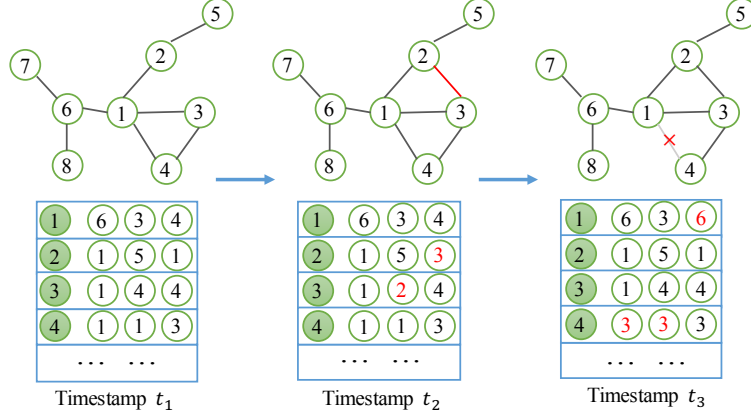 5 5 5
2 2 2
7 7 7
6 1 3 6 1 3 6 1 3
8 4 8 4 8 4
1 6 3 4 1 6 3 4 1 6 3 6
2 1 5 1 2 1 5 3 2 1 5 1
3 1 4 4 3 1 2 4 3 1 4 4
4 1 1 3 4 1 1 3 4 3 3 3
... ... ... ... ... ...
Timestamp t₁ Timestamp t₂ Timestamp t₃